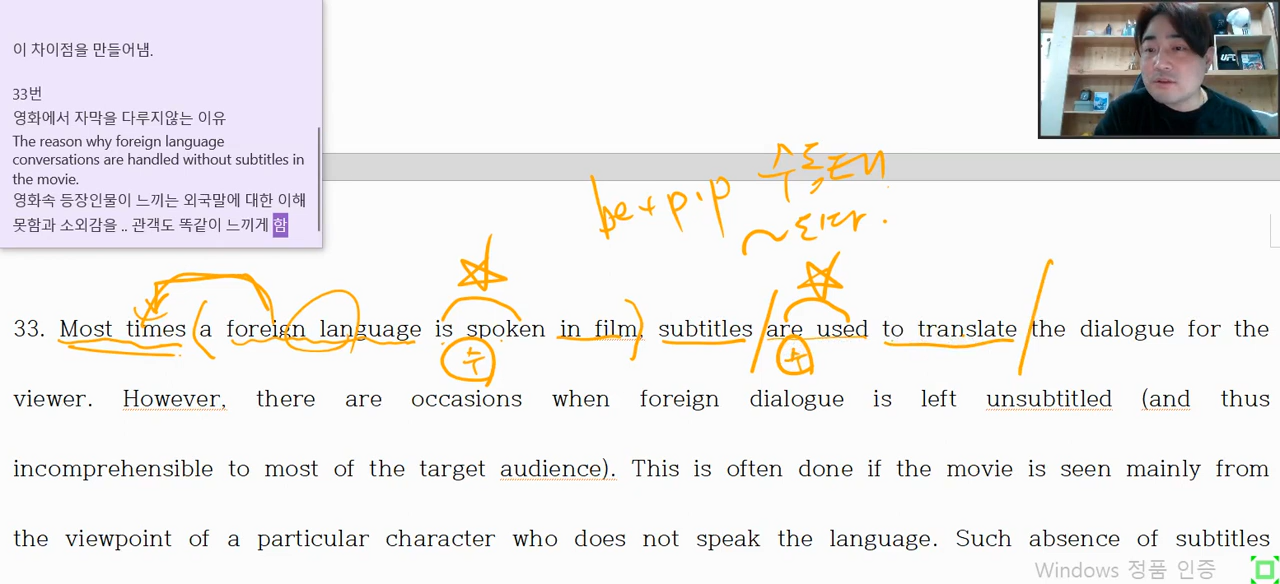 이 차이점을 만들어냄.
33번
영화에서 자막을 다루지않는 이유
The reason why foreign language
conversations are handled without subtitles in
the movie.
영화속 등장인물이 느끼는 외국말에 대한 이해
못함과 소외감을 .. 관객도 똑같이 느끼게 함
UFC
수동태
be + p.p
~되다.
수
수
33. Most times a foreign language is spoken in film, subtitles are used to translate the dialogue for the
viewer. However, there are occasions when foreign dialogue is left unsubtitled (and thus
incomprehensible to most of the target audience). This is often done if the movie is seen mainly from
the viewpoint of a particular character who does not speak the language. Such absence of subtitles
Windows 정품 인증